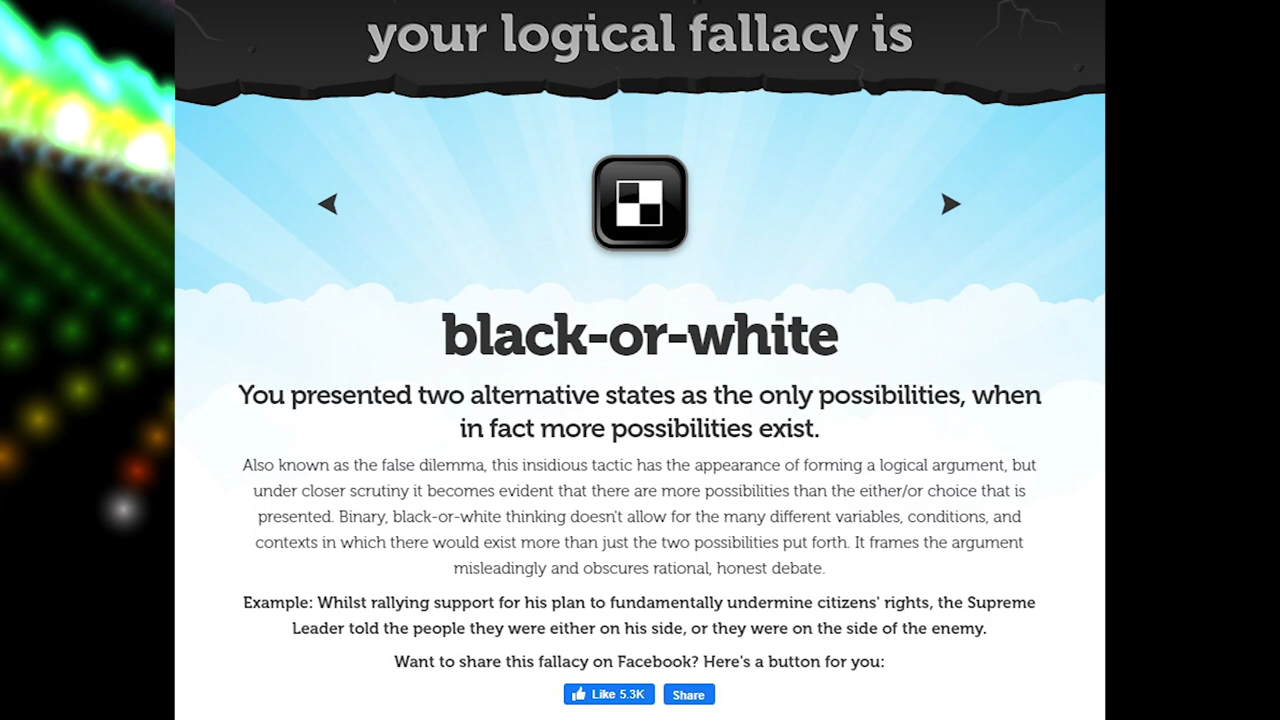 your logical fallacy is
black-or-white
You presented two alternative states as the only possibilities, when
in fact more possibilities exist.
Also known as the false dilemma, this insidious tactic has the appearance of forming a logical argument, but
under closer scrutiny it becomes evident that there are more possibilities than the either/or choice that is
presented. Binary, black-or-white thinking doesn't allow for the many different variables, conditions, and
contexts in which there would exist more than just the two possibilities put forth. It frames the argument
misleadingly and obscures rational, honest debate.
Example: Whilst rallying support for his plan to fundamentally undermine citizens' rights, the Supreme
Leader told the people they were either on his side, or they were on the side of the enemy.
Want to share this fallacy on Facebook? Here's a button for you:
Like 5.3K Share